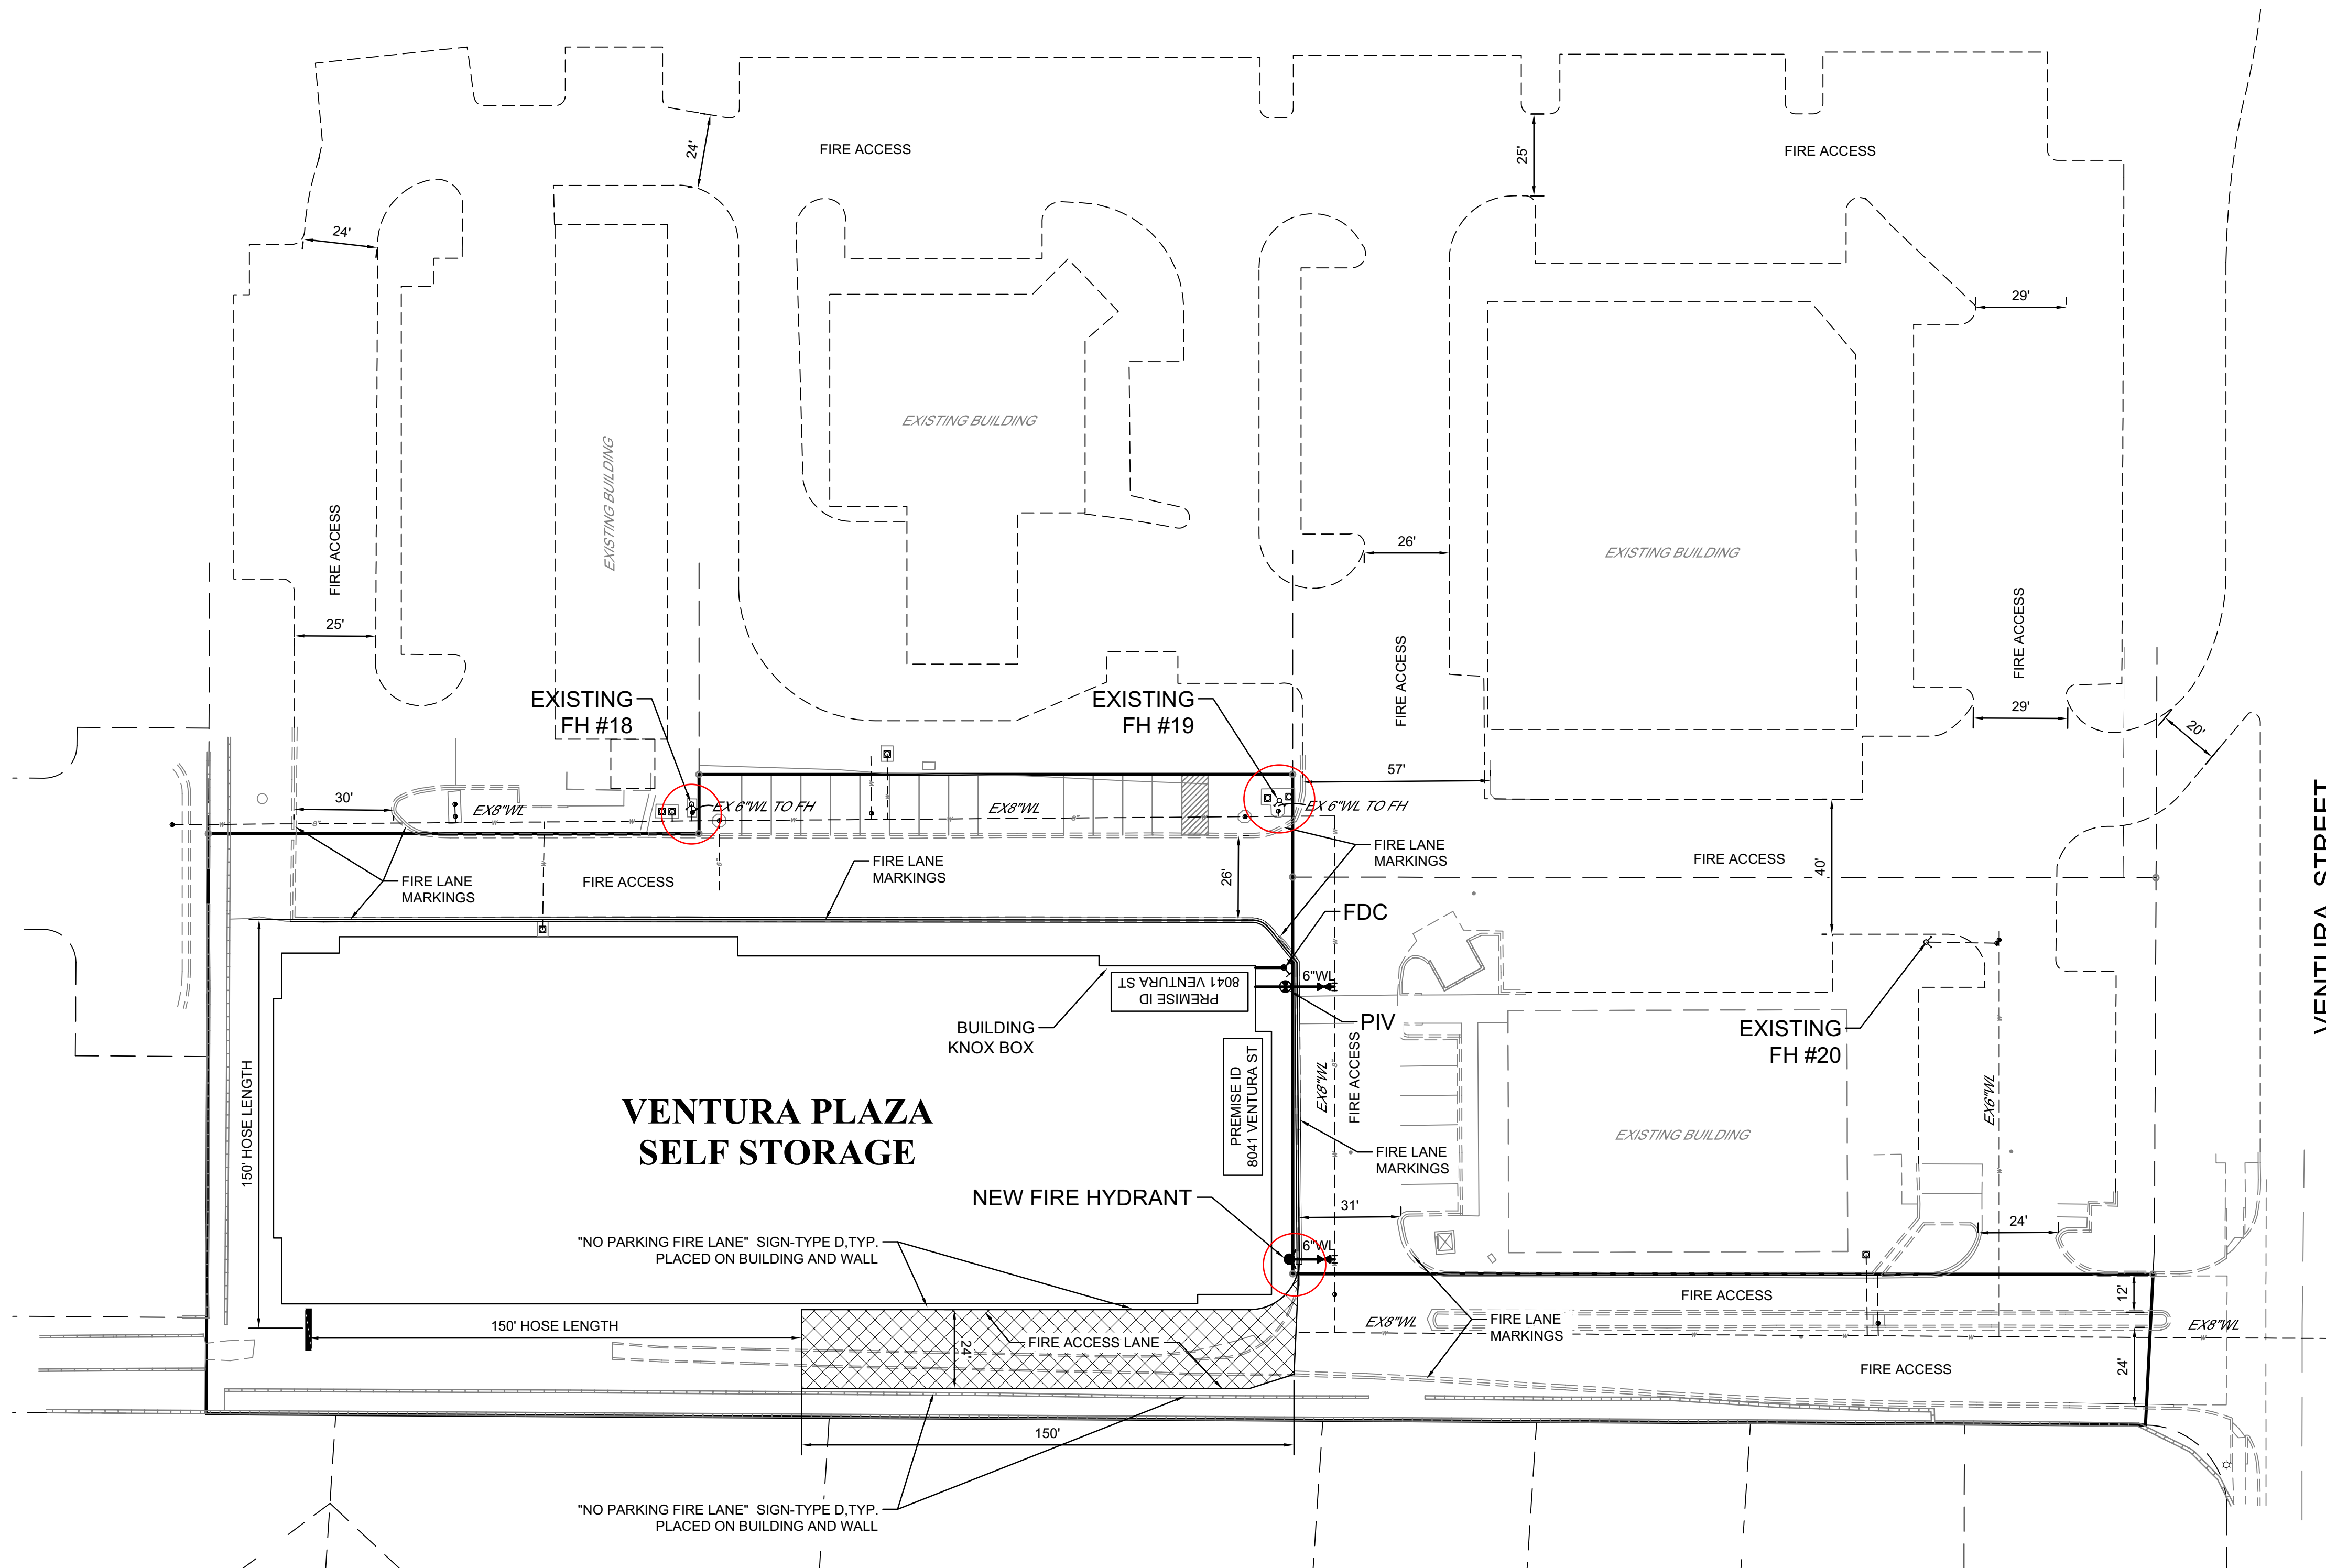 24'
FIRE ACCESS
25'
FIRE ACCESS
24'
29'
EXISTING BUILDING
EXISTING BUILDING
FIRE ACCESS
26'
EXISTING BUILDING
FIRE ACCESS
25'
FIRE ACCESS
EXISTING
FH #18
EXISTING
FH #19
29'
20'
VENTURA STREET
57'
30'
EX8"WL
EX 6"WL TO FH
EX8"WL
EX 6"WL TO FH
8"
8"
8"
8"
FIRE LANE
MARKINGS
FIRE ACCESS
FIRE LANE
MARKINGS
26'
FIRE LANE
MARKINGS
FIRE ACCESS
40'
FDC
6"WL
PREMISE ID
8041 VENTURA ST
PIV
BUILDING
KNOX BOX
EXISTING
FH #20
150' HOSE LENGTH
VENTURA PLAZA
SELF STORAGE
PREMISE ID
8041 VENTURA ST
EX8"WL
8"
FIRE ACCESS
EX6"WL
EXISTING BUILDING
FIRE LANE
MARKINGS
NEW FIRE HYDRANT
31'
24'
6"WL
"NO PARKING FIRE LANE" SIGN-TYPE D,TYP.
PLACED ON BUILDING AND WALL
FIRE ACCESS
12'
150' HOSE LENGTH
FIRE ACCESS LANE
24'
EX8"WL
FIRE LANE
MARKINGS
EX8"WL
FIRE ACCESS
24'
150'
"NO PARKING FIRE LANE" SIGN-TYPE D,TYP.
PLACED ON BUILDING AND WALL